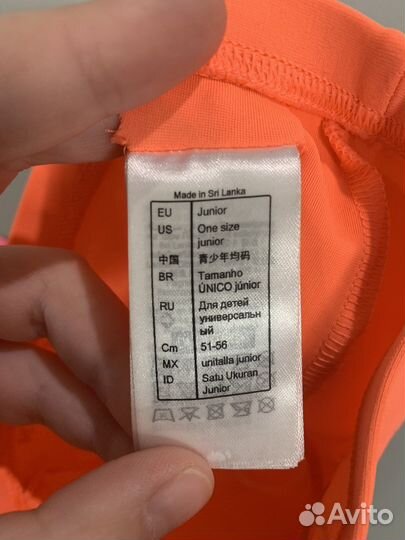 Made in Sri Lanka
EU Junior
US One size
junior
中国 青少年均码
BR Tamanho
ÚNICO júnior
RU Для детей
универсальн
ый
Cm 51-56
MX unitalla junior
ID Satu Ukuran
Junior
Avito